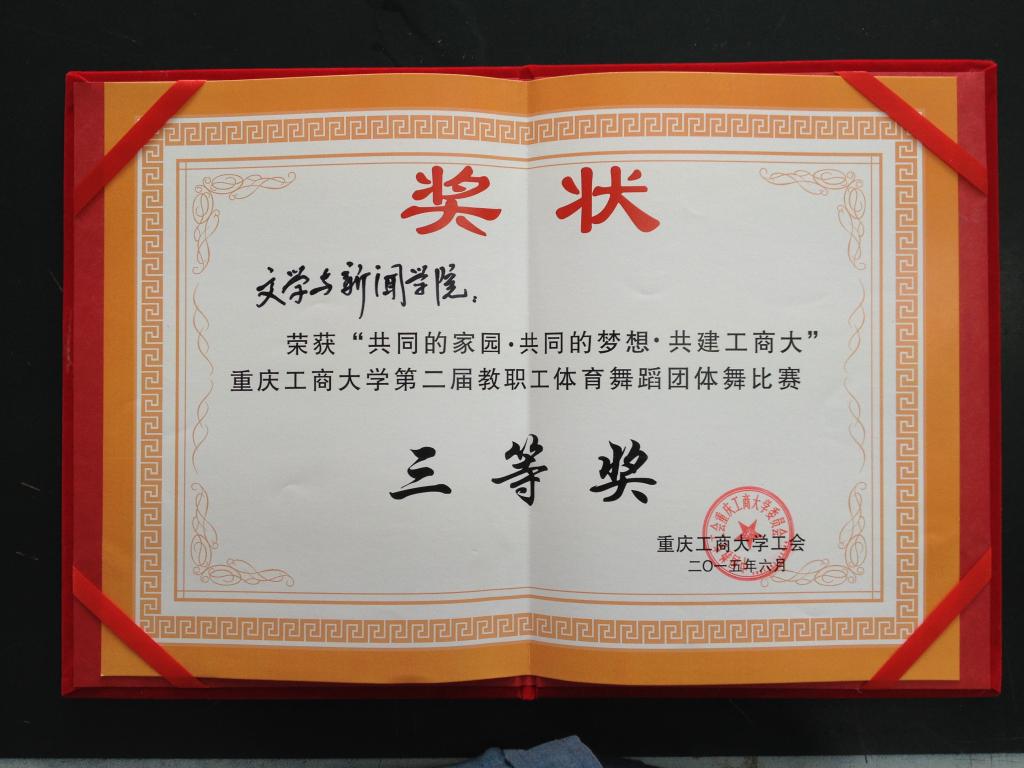 奖状
文学与新闻学院:
荣获“共同的家园·共同的梦想·共建工商大”
重庆工商大学第二届教职工体育舞蹈团体舞比赛
三等奖
重庆工商大学工会
二〇一五年六月